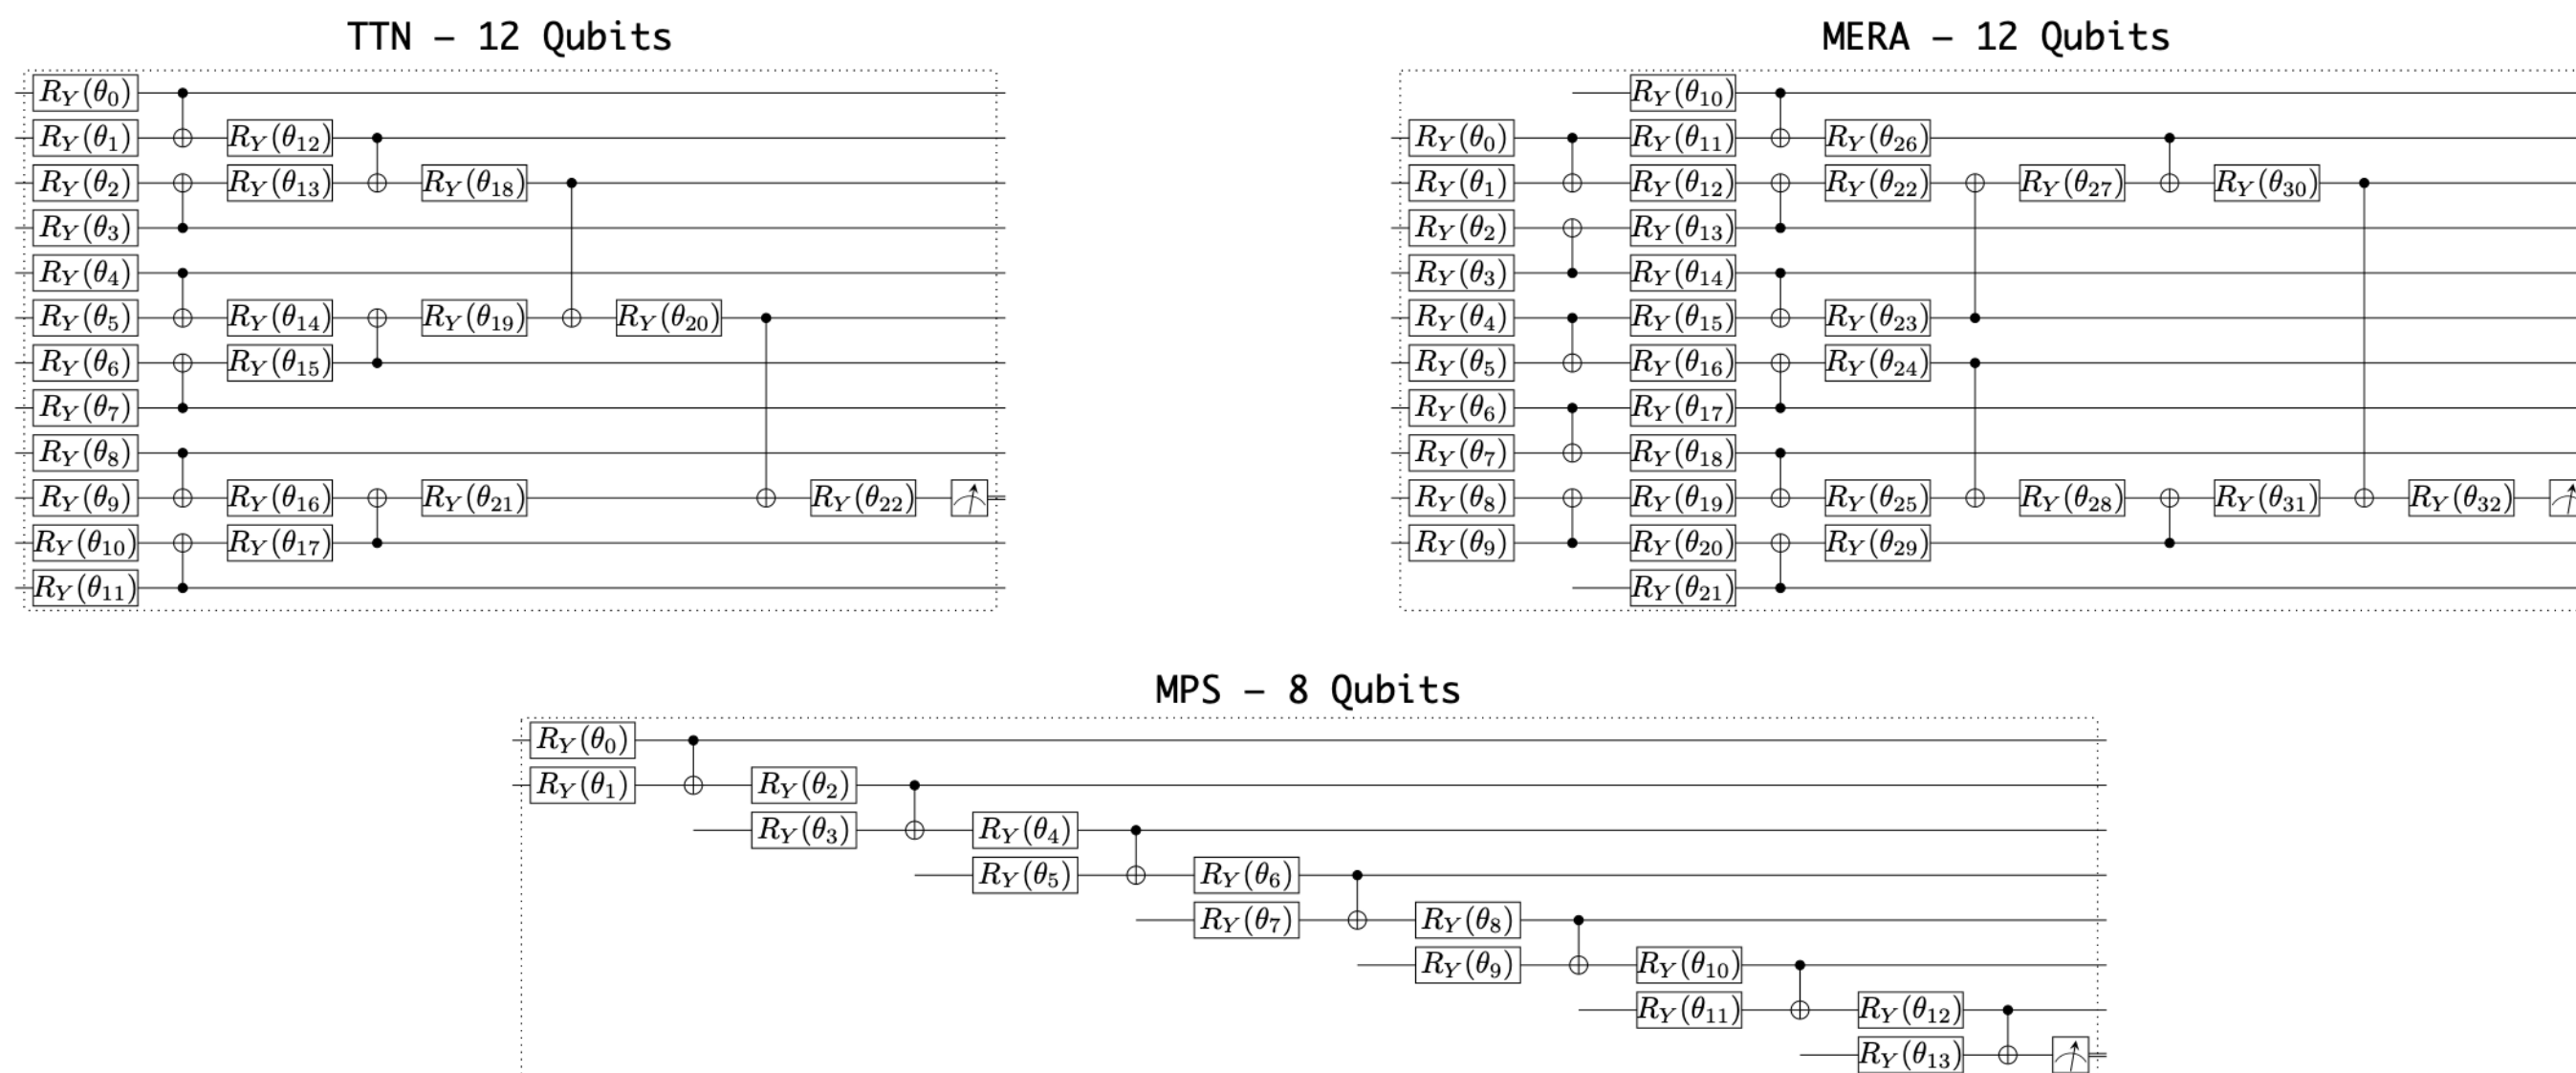 TTN – 12 Qubits
R_Y(θ_0)
R_Y(θ_1) R_Y(θ_12)
R_Y(θ_2) R_Y(θ_13) R_Y(θ_18)
R_Y(θ_3)
R_Y(θ_4)
R_Y(θ_5) R_Y(θ_14) R_Y(θ_19) R_Y(θ_20)
R_Y(θ_6) R_Y(θ_15)
R_Y(θ_7)
R_Y(θ_8)
R_Y(θ_9) R_Y(θ_16) R_Y(θ_21) R_Y(θ_22)
R_Y(θ_10) R_Y(θ_17)
R_Y(θ_11)
MERA – 12 Qubits
R_Y(θ_10)
R_Y(θ_0) R_Y(θ_11) R_Y(θ_26)
R_Y(θ_1) R_Y(θ_12) R_Y(θ_22) R_Y(θ_27) R_Y(θ_30)
R_Y(θ_2) R_Y(θ_13)
R_Y(θ_3) R_Y(θ_14)
R_Y(θ_4) R_Y(θ_15) R_Y(θ_23)
R_Y(θ_5) R_Y(θ_16) R_Y(θ_24)
R_Y(θ_6) R_Y(θ_17)
R_Y(θ_7) R_Y(θ_18)
R_Y(θ_8) R_Y(θ_19) R_Y(θ_25) R_Y(θ_28) R_Y(θ_31) R_Y(θ_32)
R_Y(θ_9) R_Y(θ_20) R_Y(θ_29)
R_Y(θ_21)
MPS – 8 Qubits
R_Y(θ_0)
R_Y(θ_1) R_Y(θ_2)
R_Y(θ_3) R_Y(θ_4)
R_Y(θ_5) R_Y(θ_6)
R_Y(θ_7) R_Y(θ_8)
R_Y(θ_9) R_Y(θ_10)
R_Y(θ_11) R_Y(θ_12)
R_Y(θ_13)